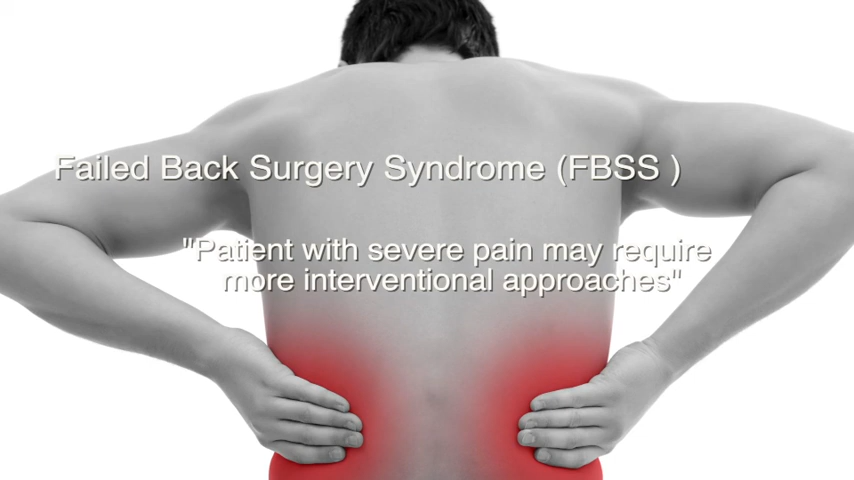 Failed Back Surgery Syndrome (FBSS )
"Patient with severe pain may require
more interventional approaches"